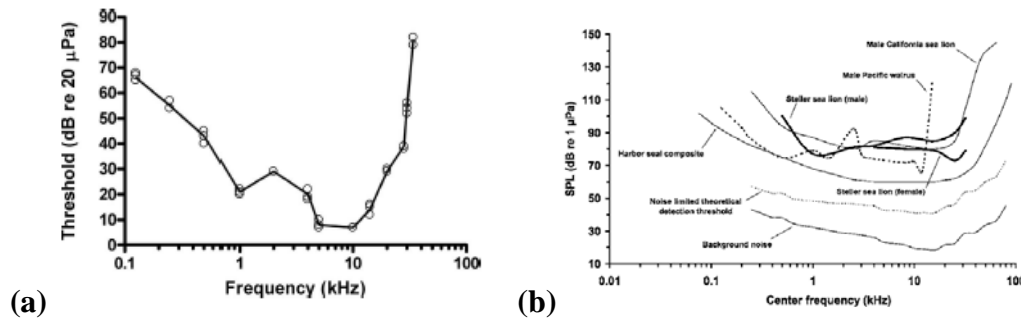 90
80
70
60
50
40
30
20
10
0
0.1
1
10
100
Threshold (dB re 20 µPa)
Frequency (kHz)
(a)
150
130
110
90
70
50
30
10
0.01
0.1
1
10
100
SPL (dB re 1 µPa)
Center frequency (kHz)
Male California sea lion
Male Pacific walrus
Steller sea lion (male)
Harbor seal composite
Steller sea lion (female)
Noise limited theoretical
detection threshold
Background noise
(b)